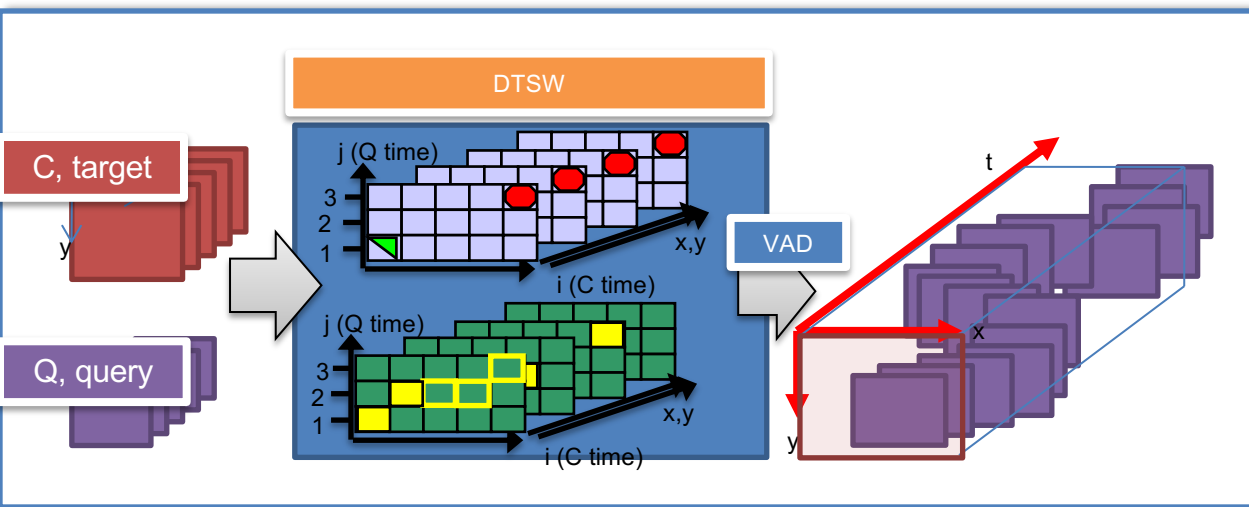 DTSW
C, target
y
j (Q time)
3
2
1
x,y
i (C time)
VAD
t
Q, query
j (Q time)
3
2
1
x,y
i (C time)
x
y